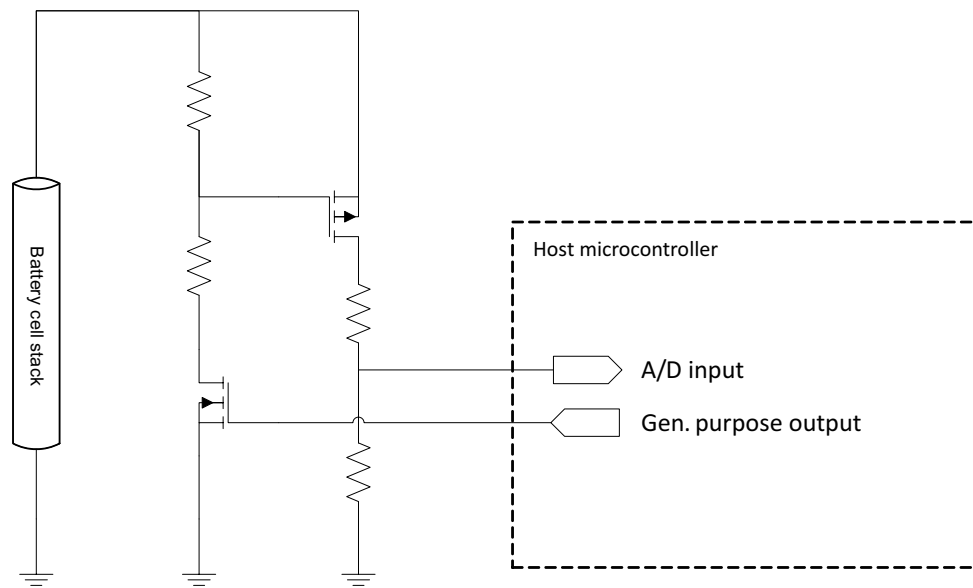 Battery cell stack
Host microcontroller
A/D input
Gen. purpose output